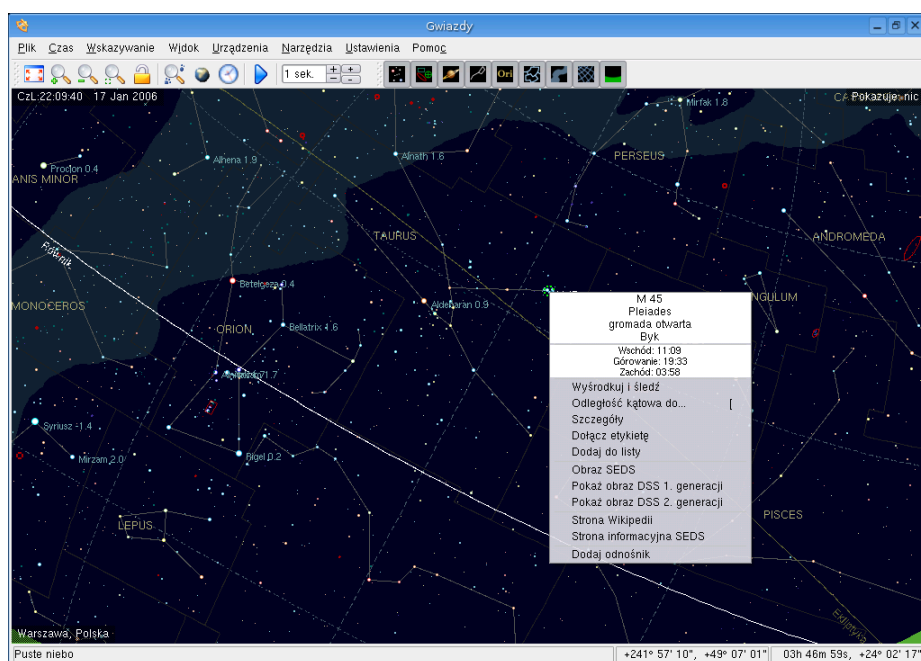 Gwiazdy
Plik Czas Wskazywanie Widok Urządzenia Narzędzia Ustawienia Pomoc
1 sek.
Ori
CzL:22:09:40 17 Jan 2006
Pokazuje: nic
Mirfak 1.8
Alhena 1.9
Alnath 1.6
PERSEUS
Procjon 0.4
ANIS MINOR
TAURUS
ANDROMEDA
Równik
Betelgeza 0.4
MONOCEROS
Aldebaran 0.9
NGULUM
ORION
Bellatrix 1.6
M 45
Pleiades
gromada otwarta
Byk
Wschód: 11:09
Górowanie: 19:33
Zachód: 03:58
Wyśrodkuj i śledź
Odległość kątowa do... [
Szczegóły
Dołącz etykietę
Dodaj do listy
Obraz SEDS
Pokaż obraz DSS 1. generacji
Pokaż obraz DSS 2. generacji
Strona Wikipedii
Strona informacyjna SEDS
Dodaj odnośnik
Syriusz -1.4
Mirzam 2.0
Rigel 0.2
LEPUS
PISCES
Ekliptyka
Warszawa, Polska
Puste niebo
+241° 57' 10", +49° 07' 01"
03h 46m 59s, +24° 02' 17"